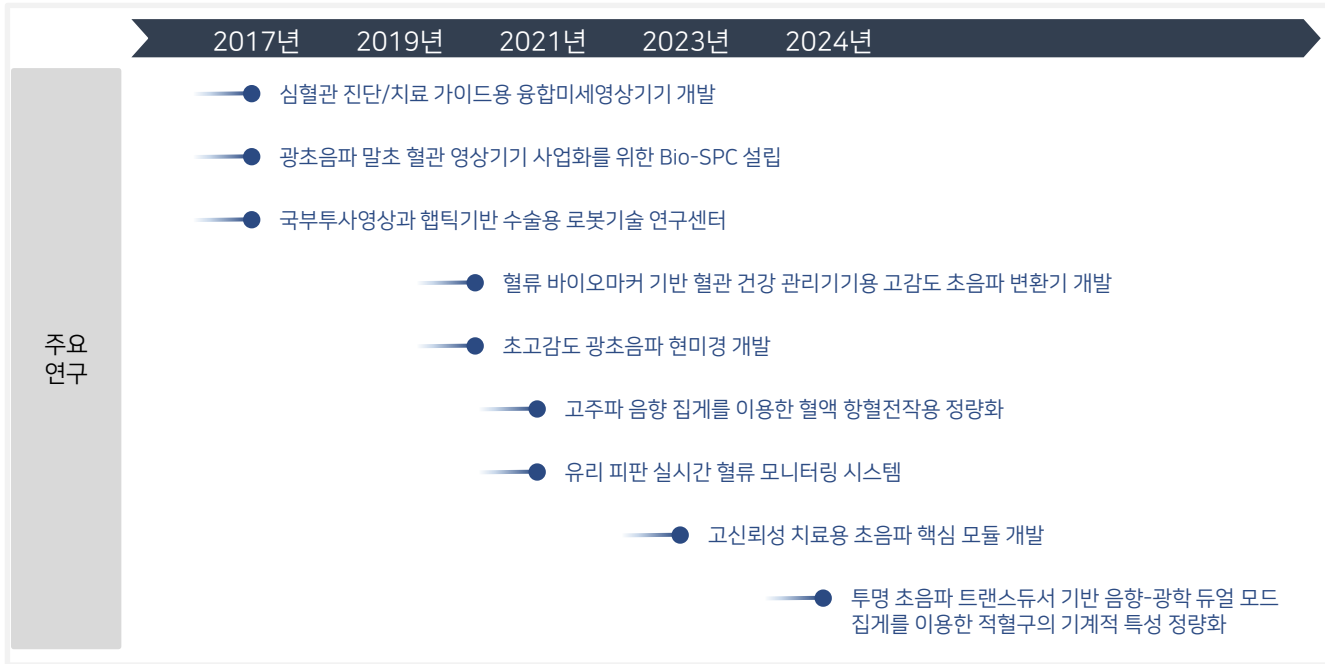 2017년 2019년 2021년 2023년 2024년
주요
연구
심혈관 진단/치료 가이드용 융합미세영상기기 개발
광초음파 말초 혈관 영상기기 사업화를 위한 Bio-SPC 설립
국부투사영상과 햅틱기반 수술용 로봇기술 연구센터
혈류 바이오마커 기반 혈관 건강 관리기기용 고감도 초음파 변환기 개발
초고감도 광초음파 현미경 개발
고주파 음향 집게를 이용한 혈액 항혈전작용 정량화
유리 피판 실시간 혈류 모니터링 시스템
고신뢰성 치료용 초음파 핵심 모듈 개발
투명 초음파 트랜스듀서 기반 음향-광학 듀얼 모드
집게를 이용한 적혈구의 기계적 특성 정량화